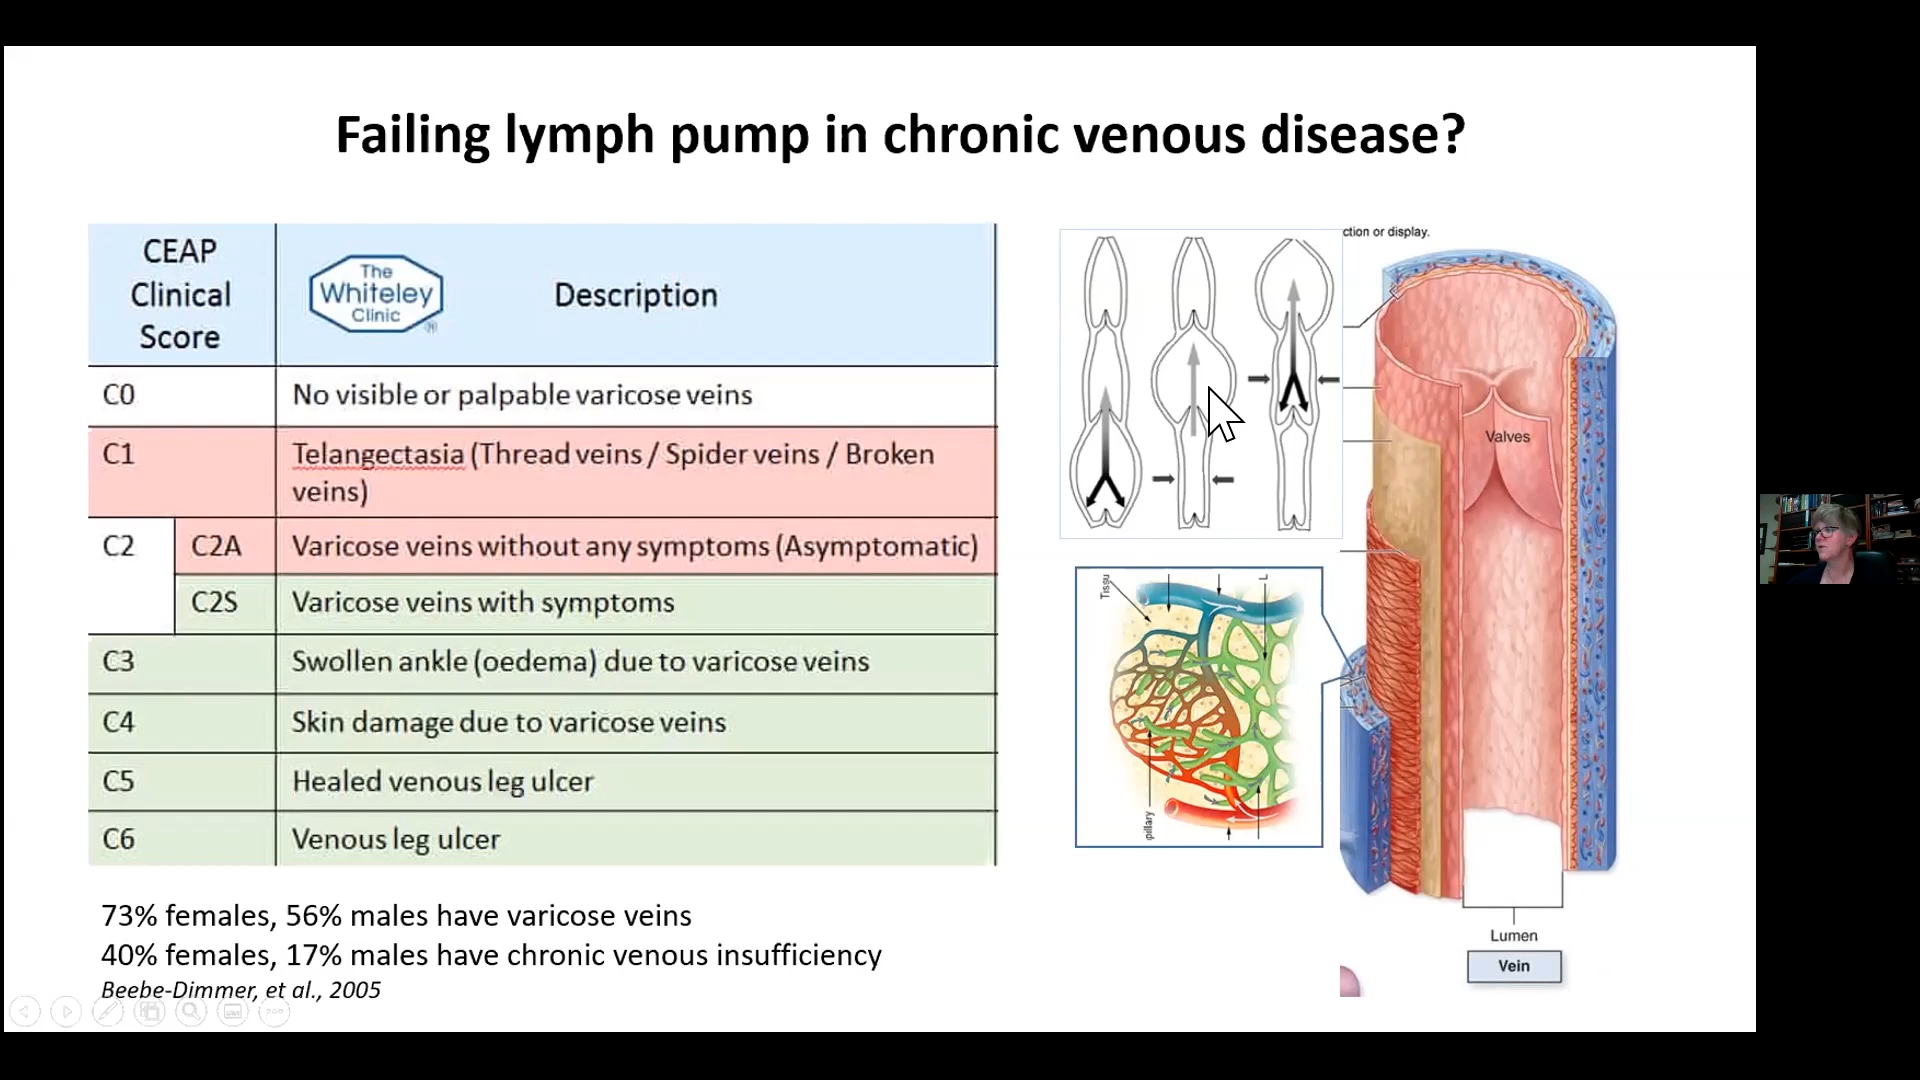 Failing lymph pump in chronic venous disease?
CEAP
Clinical
Score
The
Whiteley
Clinic
®
Description
C0
No visible or palpable varicose veins
C1
Telangectasia (Thread veins / Spider veins / Broken
veins)
C2
C2A
Varicose veins without any symptoms (Asymptomatic)
C2S
Varicose veins with symptoms
C3
Swollen ankle (oedema) due to varicose veins
C4
Skin damage due to varicose veins
C5
Healed venous leg ulcer
C6
Venous leg ulcer
73% females, 56% males have varicose veins
40% females, 17% males have chronic venous insufficiency
Beebe-Dimmer, et al., 2005
ction or display.
Valves
Tissu
L
pillary
Lumen
Vein